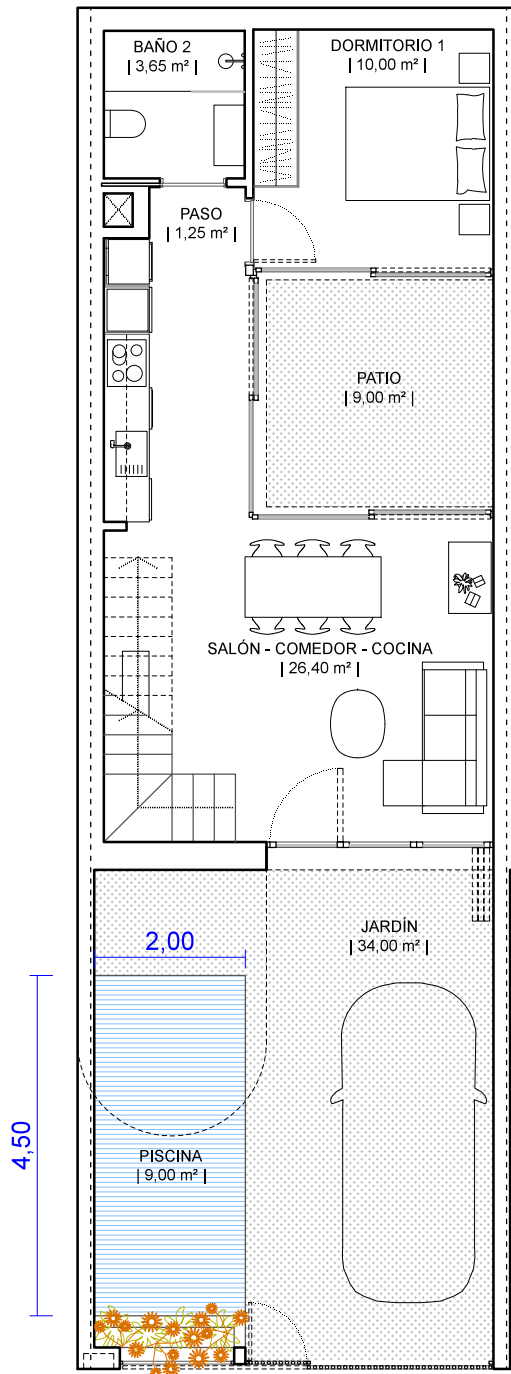 BAÑO 2
| 3,65 m² |
DORMITORIO 1
| 10,00 m² |
PASO
| 1,25 m² |
PATIO
| 9,00 m² |
SALÓN - COMEDOR - COCINA
| 26,40 m² |
JARDÍN
| 34,00 m² |
2,00
4,50
PISCINA
| 9,00 m² |